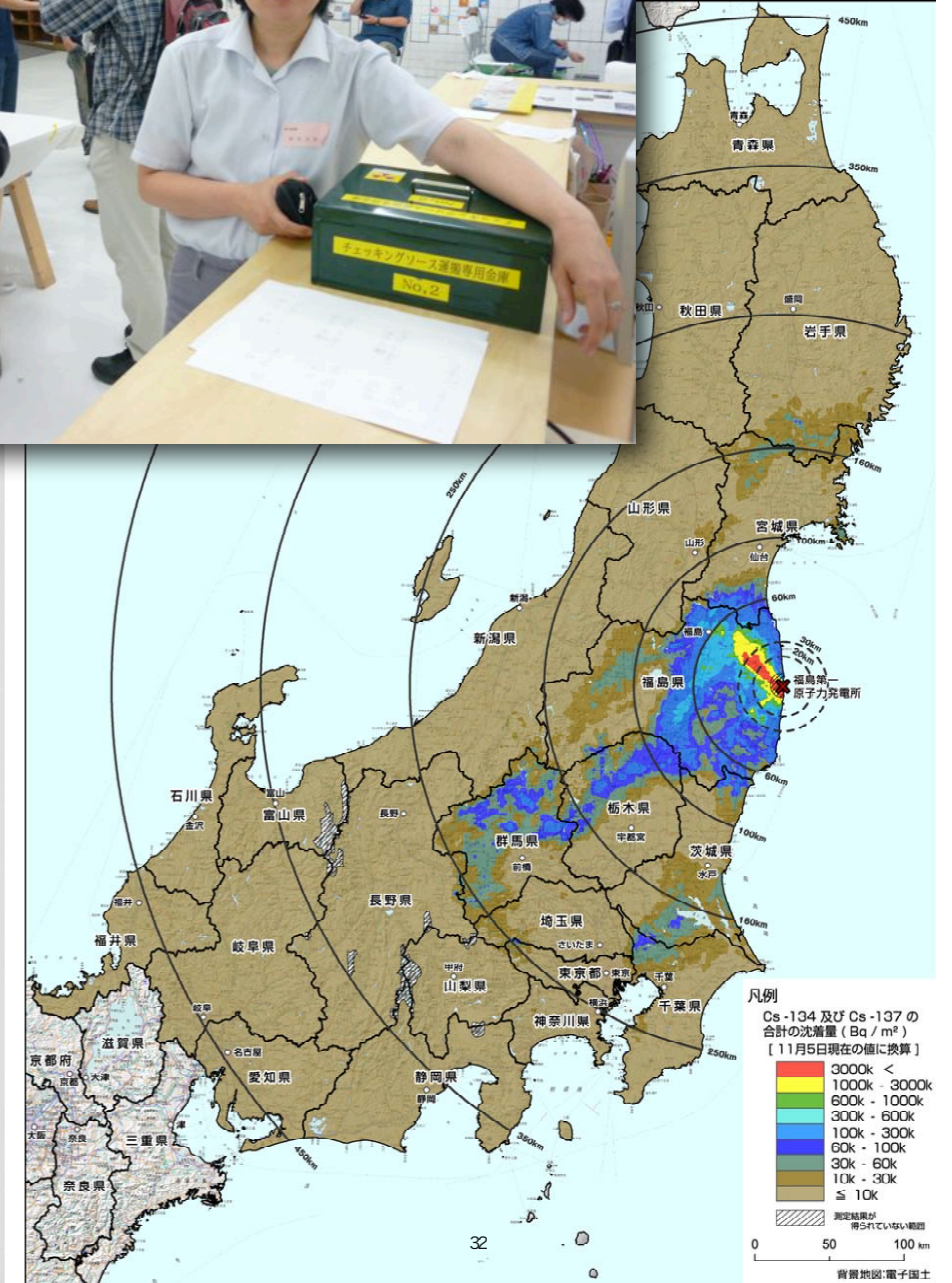 チェッキングソース運搬専用金庫
No.2
450km
青森
青森県
350km
秋田
秋田県
盛岡
岩手県
160km
250km
山形県
宮城県
山形
仙台
100km
新潟
60km
新潟県
福島
30km
20km
福島県
福島第一
原子力発電所
60km
石川県
金沢
富山
富山県
長野
栃木県
宇都宮
100km
群馬県
前橋
茨城県
水戸
長野県
福井
埼玉県
160km
福井県
岐阜県
さいたま
甲府
山梨県
東京都
東京
千葉
岐阜
横浜
千葉県
神奈川県
滋賀県
名古屋
250km
京都府
京都
大津
愛知県
静岡県
静岡
大阪
奈良
三重県
津
450km
350km
奈良県
凡例
Cs -134 及び Cs -137 の
合計の沈着量 ( Bq / m² )
[ 11月5日現在の値に換算 ]
3000k <
1000k - 3000k
600k - 1000k
300k - 600k
100k - 300k
60k - 100k
30k - 60k
10k - 30k
≦ 10k
測定結果が
得られていない範囲
0 50 100 km
背景地図:電子国土
32